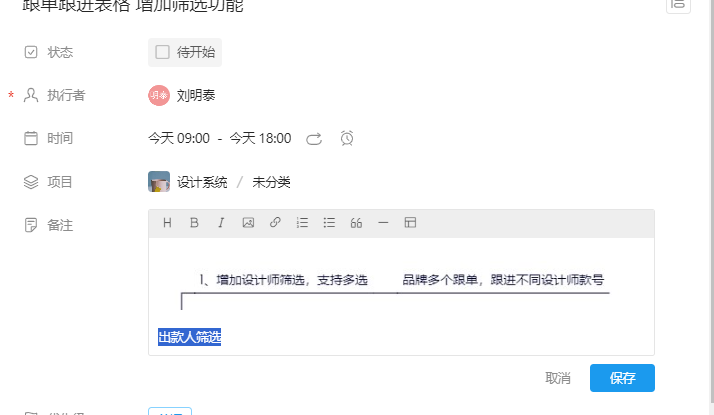 跟单跟进表格 增加筛选功能
状态 待开始
* 执行者 刘明泰
时间 今天 09:00 - 今天 18:00
项目 设计系统 / 未分类
备注
H B I
1、增加设计师筛选，支持多选 品牌多个跟单，跟进不同设计师款号
出款人筛选
取消 保存